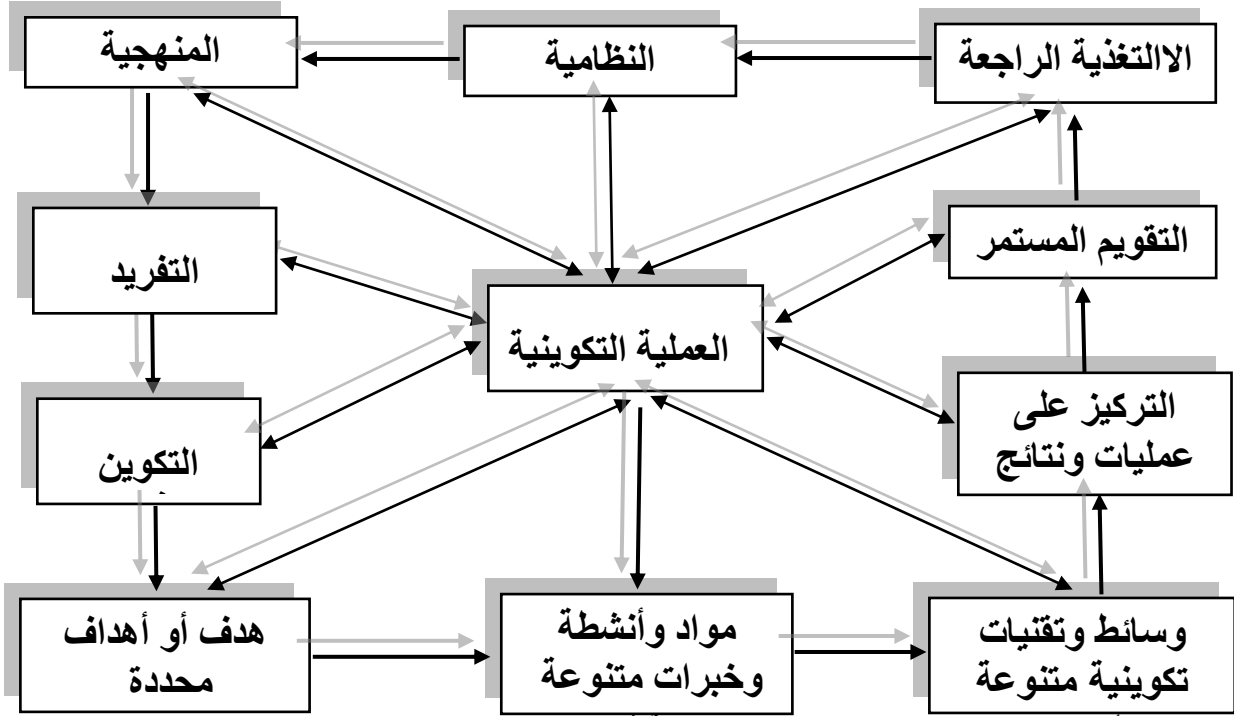 الاالتغذية الراجعة
النظامية
المنهجية
التقويم المستمر
التفريد
العملية التكوينية
التركيز على
عمليات ونتائج
التكوين
وسائط وتقنيات
تكوينية متنوعة
مواد وأنشطة
وخبرات متنوعة
هدف أو أهداف
محددة